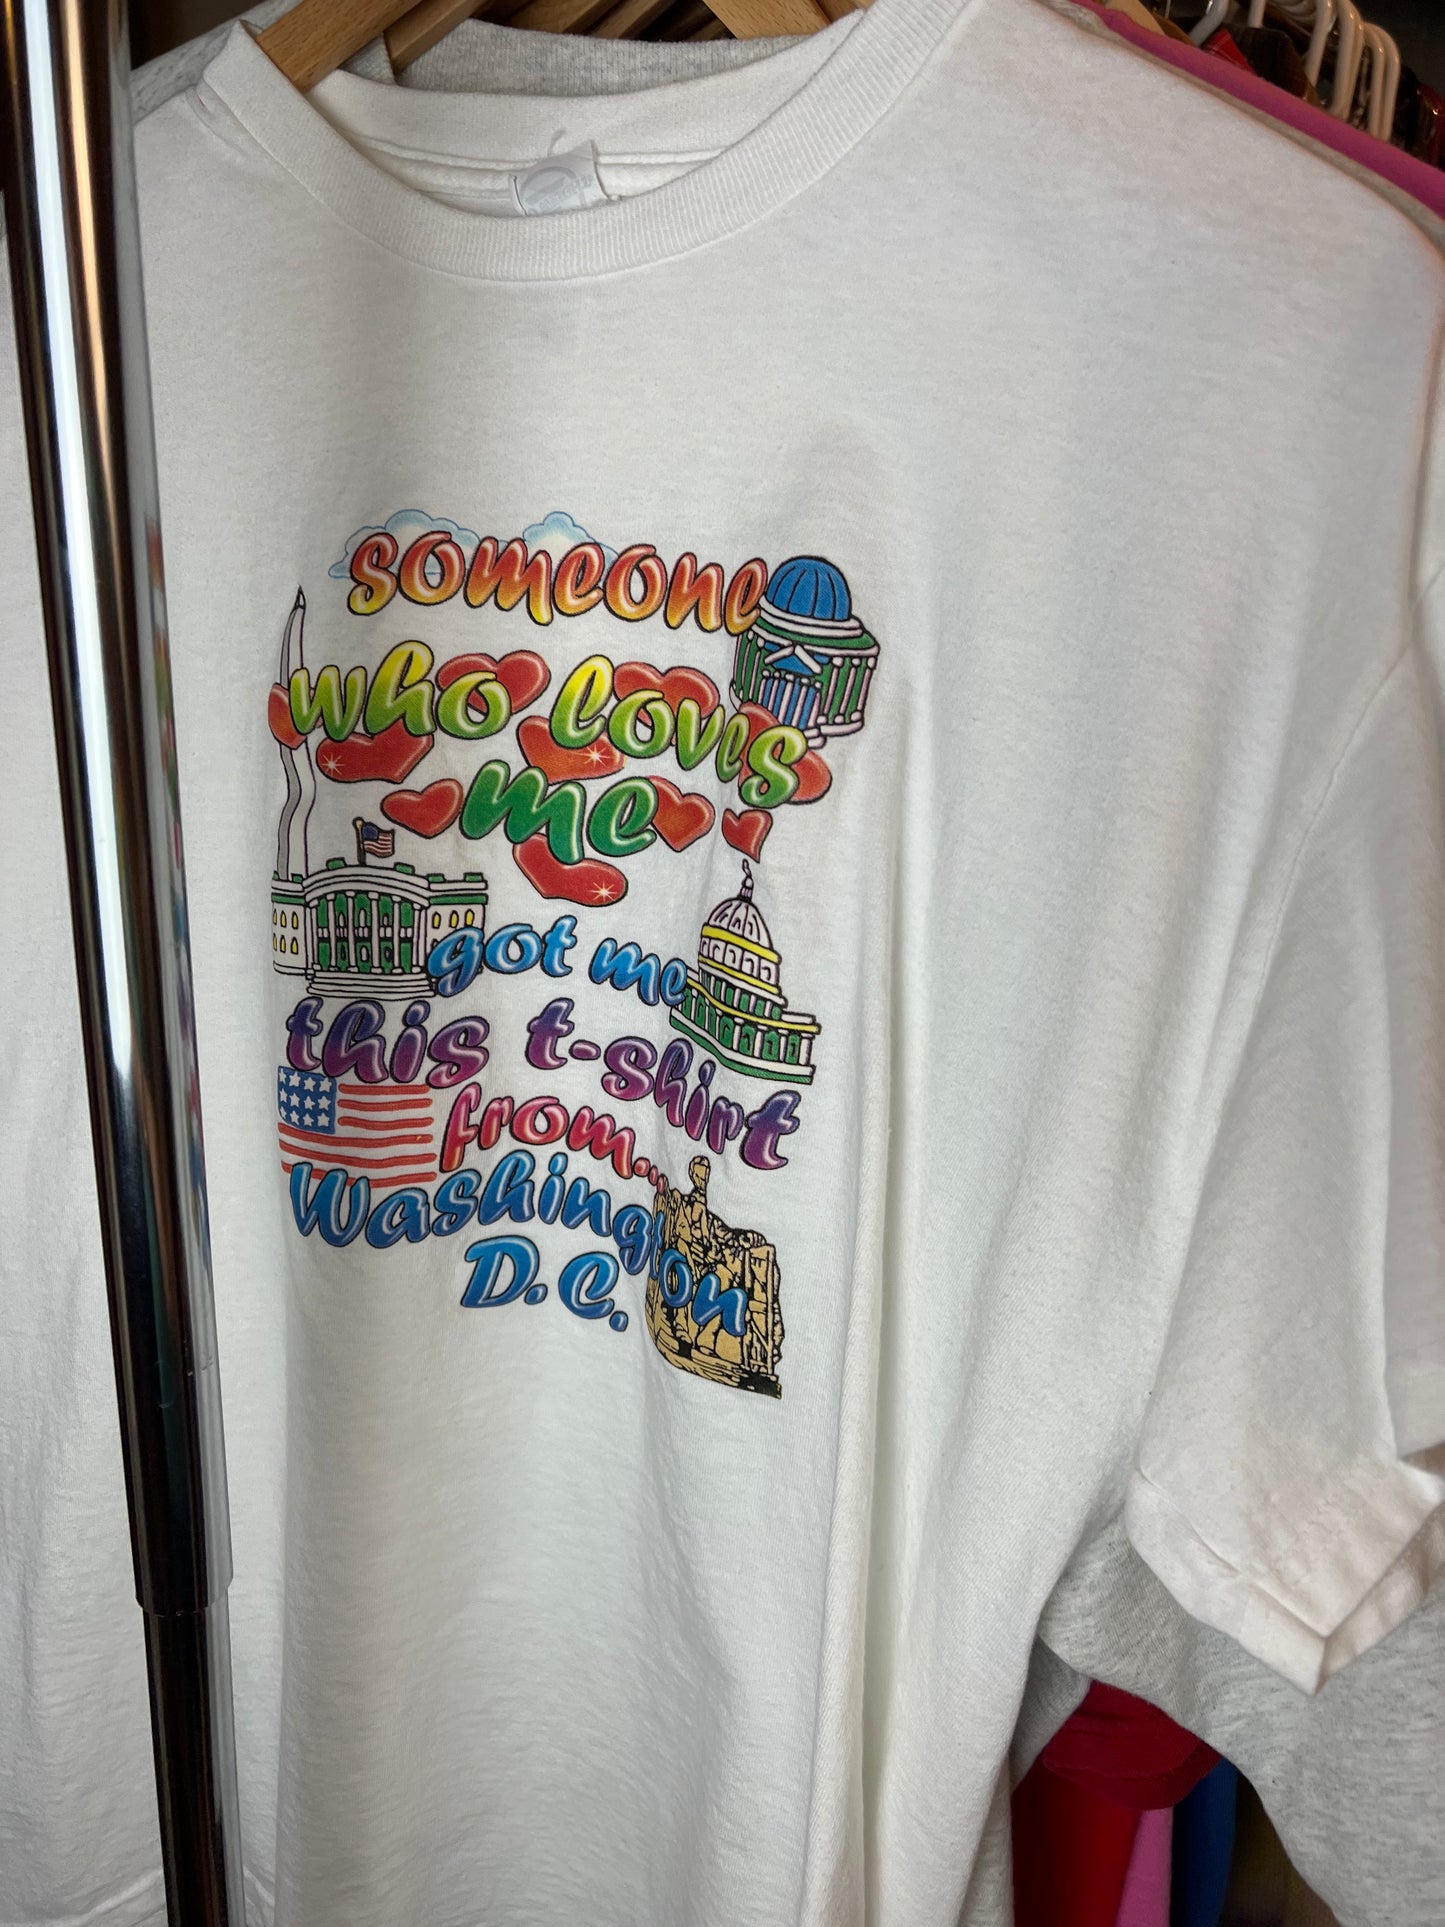 someone
who loves
me
got me
this t-shirt
from...
Washington
D.C.